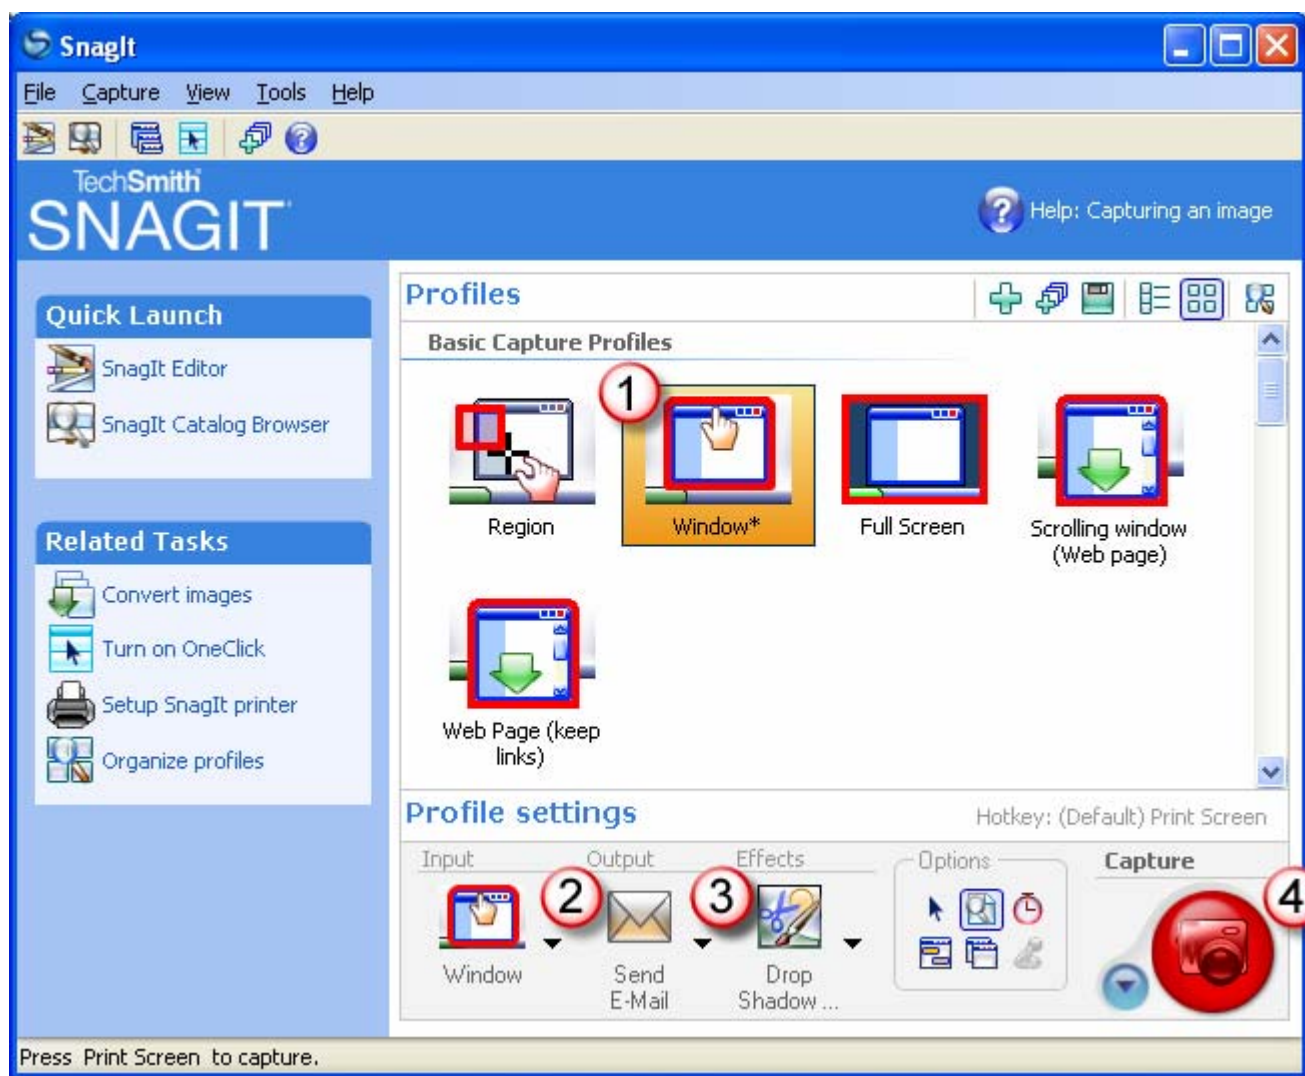 SnagIt
File Capture View Tools Help
TechSmith
SNAGIT
Help: Capturing an image
Quick Launch
SnagIt Editor
SnagIt Catalog Browser
Related Tasks
Convert images
Turn on OneClick
Setup SnagIt printer
Organize profiles
Profiles
Basic Capture Profiles
1
Region
Window*
Full Screen
Scrolling window
(Web page)
Web Page (keep
links)
Profile settings
Hotkey: (Default) Print Screen
Input
Output
Effects
Options
Capture
2
3
4
Window
Send
E-Mail
Drop
Shadow ...
Press Print Screen to capture.